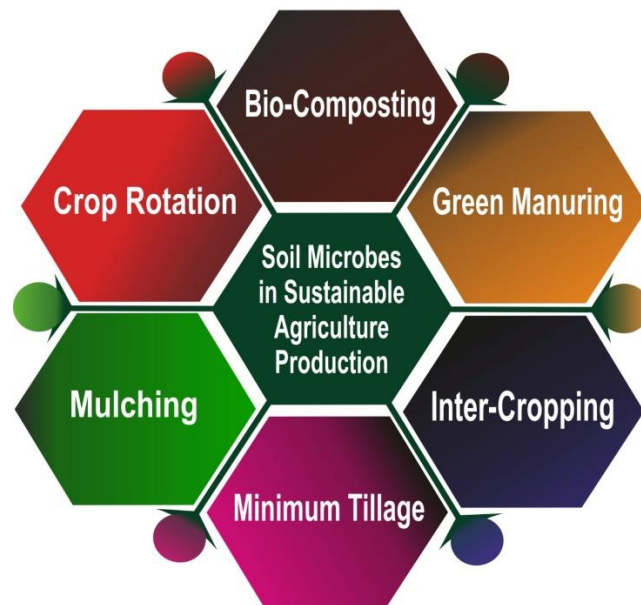 Bio-Composting
Crop Rotation
Green Manuring
Soil Microbes
in Sustainable
Agriculture
Production
Mulching
Inter-Cropping
Minimum Tillage